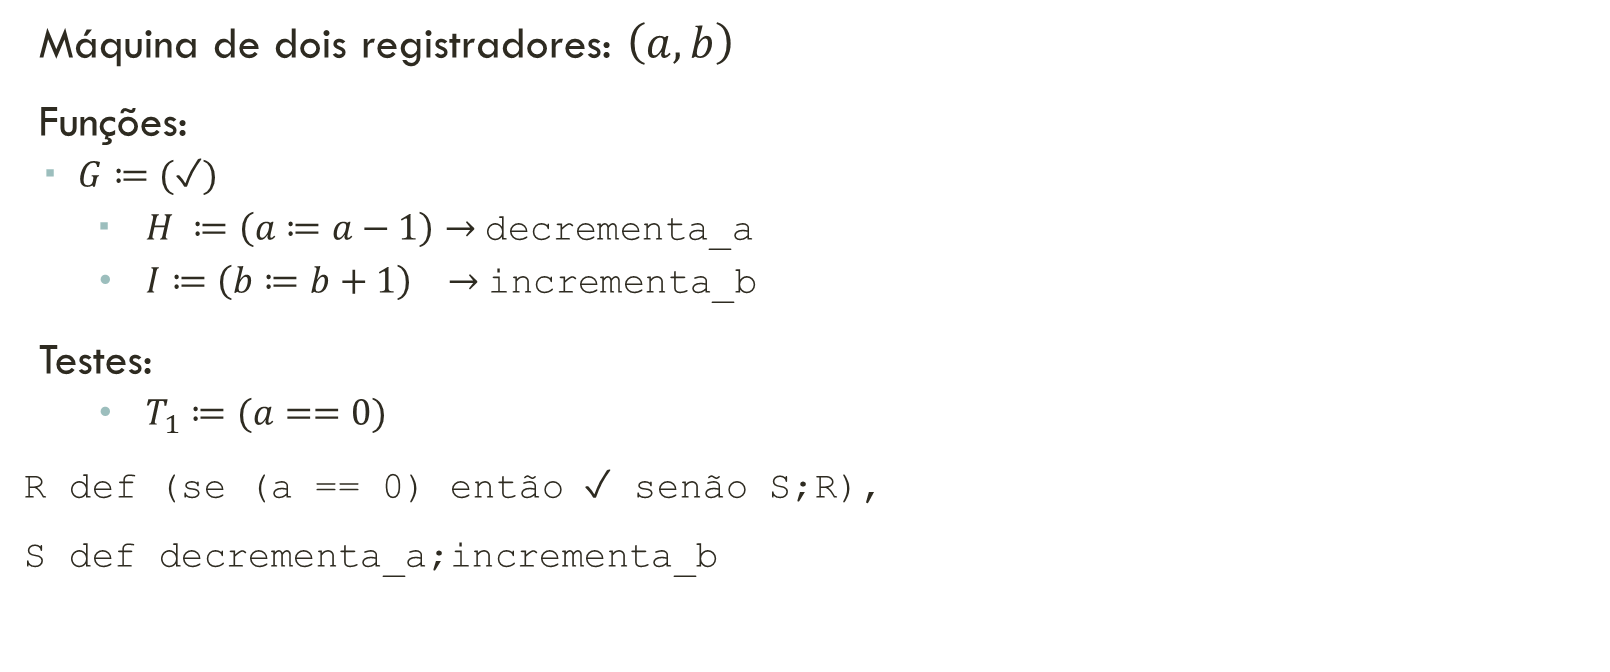 Máquina de dois registradores: (a, b)
Funções:
▪ G ≔ (✓)
▪ H ≔ (a ≔ a − 1) → decrementa_a
• I ≔ (b ≔ b + 1) → incrementa_b
Testes:
• T₁ ≔ (a == 0)
R def (se (a == 0) então ✓ senão S;R),
S def decrementa_a;incrementa_b